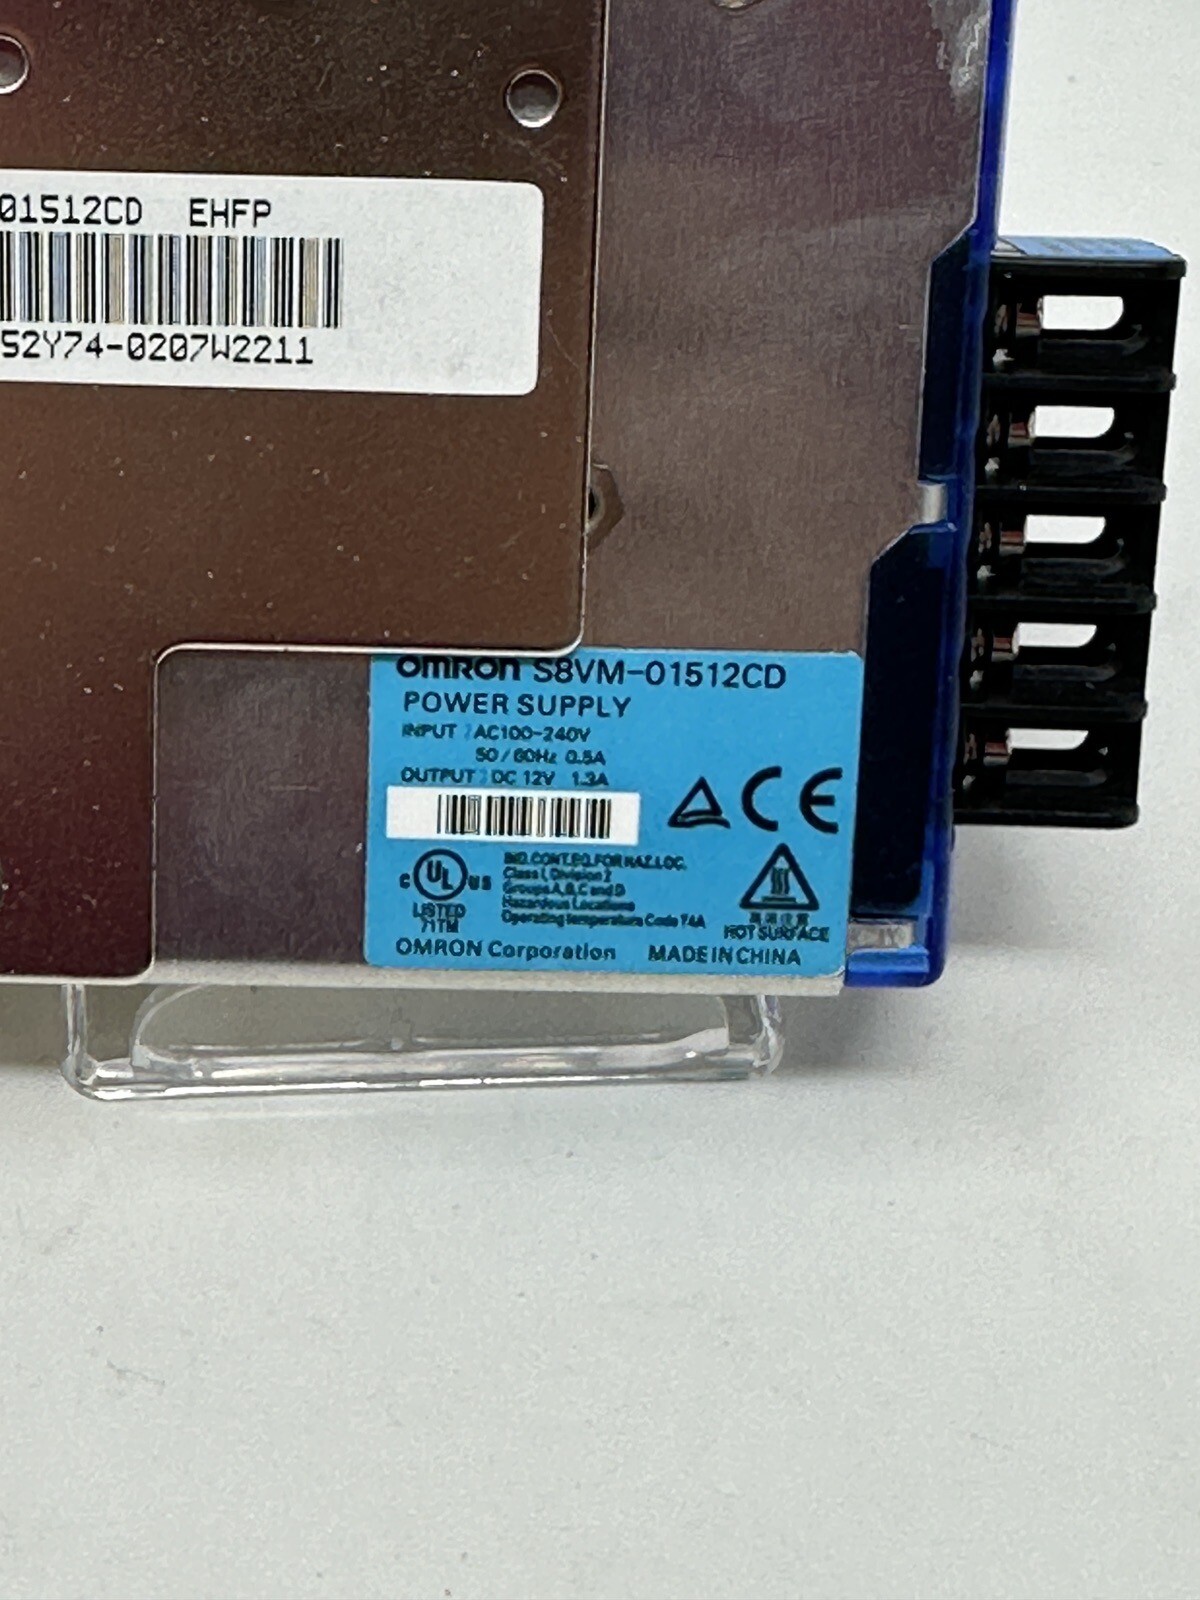 01512CD EHFP
52Y74-0207W2211
OMRON S8VM-01512CD
POWER SUPPLY
INPUT : AC100-240V
50/60Hz 0.5A
OUTPUT : DC 12V 1.3A
CE
C UL US
LISTED
71TM
IND.CONT.EQ.FOR HAZ.LOC.
Class I, Division 2
Groups A, B, C and D
Hazardous Locations
Operating temperature Code T4A
HOT SURFACE
OMRON Corporation MADE IN CHINA